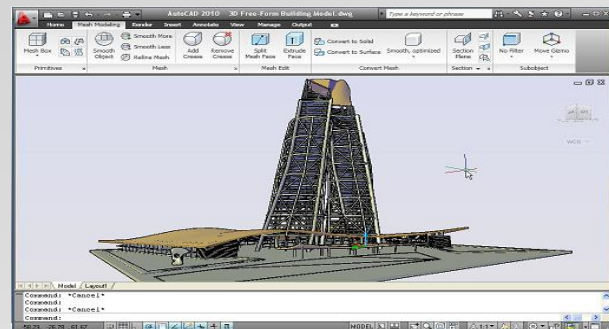 AutoCAD 2010   3D Free-Form Building Model.dwg   Type a keyword or phrase
Home   Mesh Modeling   Render   Insert   Annotate   View   Manage   Output
Mesh Box
Smooth Object
Smooth More
Smooth Less
Refine Mesh
Add Crease
Remove Crease
Split Mesh Face
Extrude Face
Convert to Solid
Convert to Surface
Smooth, optimized
Section Plane
No Filter
Move Gizmo
Primitives   Mesh   Mesh Edit   Convert Mesh   Section   Subobject
WCS
Model   Layout1
Command: *Cancel*
Command:
Command: *Cancel*
Command:
MODEL   1:1